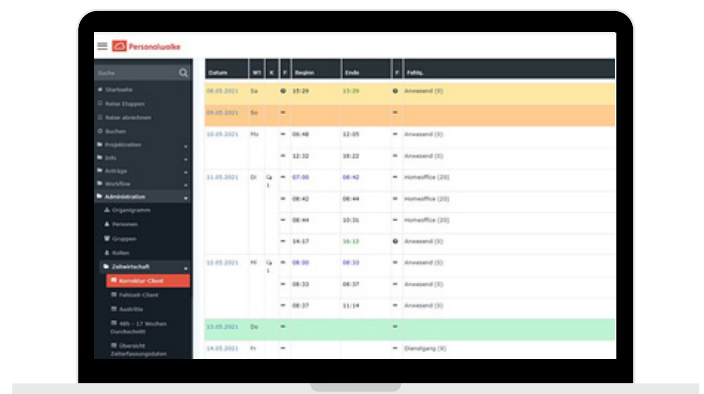 Personalwolke
Suche
Startseite
Reise Etappen
Reise abrechnen
Buchen
Projektzeiten
Info
Anträge
Workflow
Administration
Organigramm
Personen
Gruppen
Rollen
Zeitwirtschaft
Korrektur-Client
Fehlzeit-Client
Austritte
48h - 17 Wochen
Durchschnitt
Übersicht
Zeiterfassungsdaten
Datum WT K F Beginn Ende F Fehlg.
08.05.2021 Sa 15:29 15:29 Anwesend (0)
09.05.2021 So
10.05.2021 Mo 06:48 12:05 Anwesend (0)
12:32 18:22 Anwesend (0)
11.05.2021 Di 1 07:00 08:42 Homeoffice (20)
08:42 08:44 Homeoffice (20)
08:44 10:31 Homeoffice (20)
14:17 16:12 Anwesend (0)
12.05.2021 Mi 1 08:00 08:33 Anwesend (0)
08:33 08:37 Anwesend (0)
08:37 11:14 Anwesend (0)
13.05.2021 Do
14.05.2021 Fr Dienstgang (9)